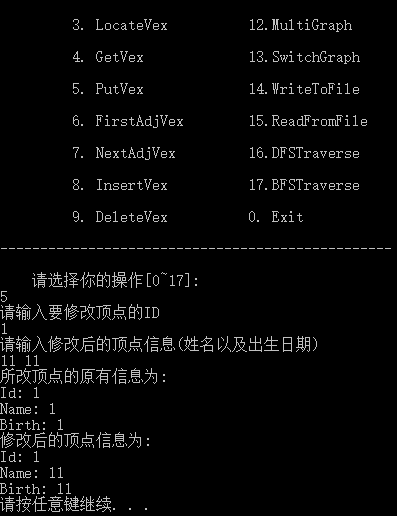 3. LocateVex 12.MultiGraph
4. GetVex 13.SwitchGraph
5. PutVex 14.WriteToFile
6. FirstAdjVex 15.ReadFromFile
7. NextAdjVex 16.DFSTraverse
8. InsertVex 17.BFSTraverse
9. DeleteVex 0. Exit
-------------------------------------------------
请选择你的操作[0~17]:
5
请输入要修改顶点的ID
1
请输入修改后的顶点信息(姓名以及出生日期)
11 11
所改顶点的原有信息为:
Id: 1
Name: 1
Birth: 1
修改后的顶点信息为:
Id: 1
Name: 11
Birth: 11
请按任意键继续. . .